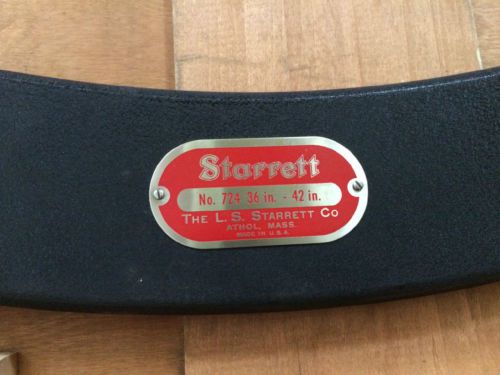 Starrett
No. 724 36 in. - 42 in.
THE L. S. STARRETT CO
ATHOL, MASS.
MADE IN U.S.A.